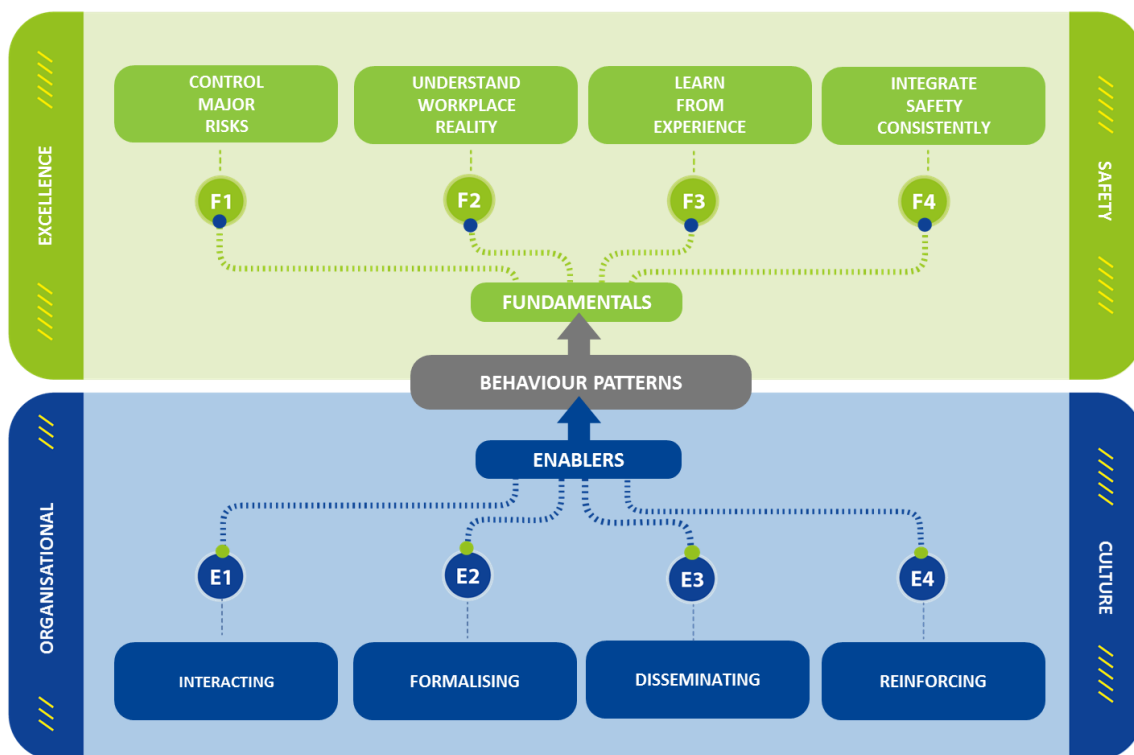 EXCELLENCE
SAFETY
CONTROL
MAJOR
RISKS
UNDERSTAND
WORKPLACE
REALITY
LEARN
FROM
EXPERIENCE
INTEGRATE
SAFETY
CONSISTENTLY
F1
F2
F3
F4
FUNDAMENTALS
BEHAVIOUR PATTERNS
ORGANISATIONAL
CULTURE
ENABLERS
E1
E2
E3
E4
INTERACTING
FORMALISING
DISSEMINATING
REINFORCING